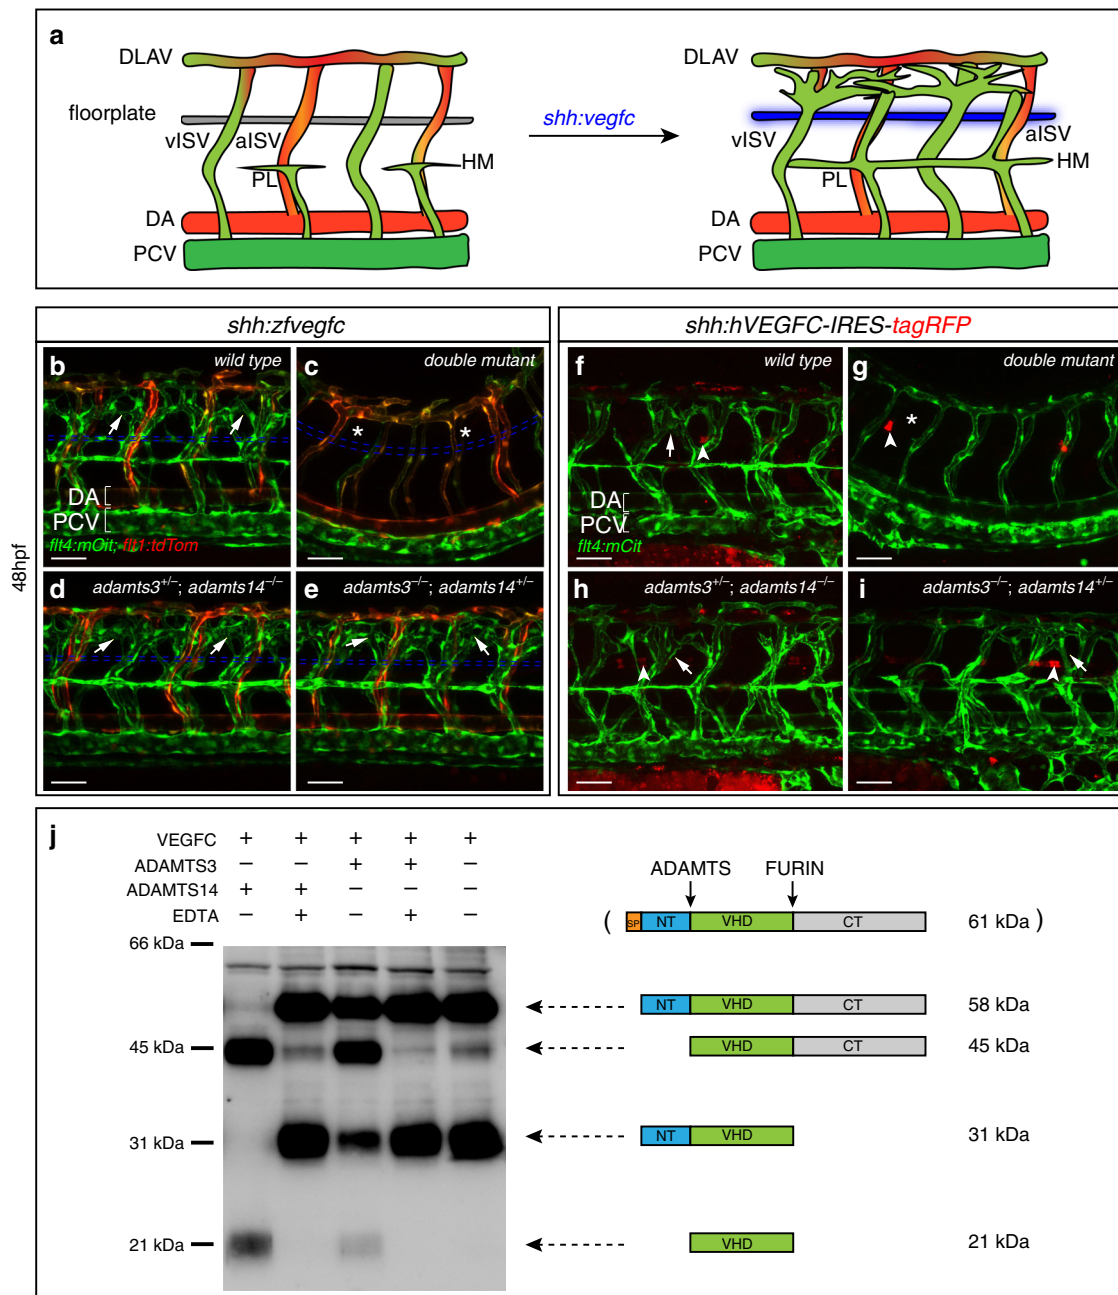 a
DLAV
floorplate
vISV
aISV
PL
HM
DA
PCV
shh:vegfc
DLAV
vISV
aISV
PL
HM
DA
PCV
shh:zfvegfc
shh:hVEGFC-IRES-tagRFP
48hpf
b
wild type
DA
PCV
flt4:mCit; flt1:tdTom
c
double mutant
*
*
d
adamts3+/−; adamts14−/−
e
adamts3−/−; adamts14+/−
f
wild type
DA
PCV
flt4:mCit
g
double mutant
*
h
adamts3+/−; adamts14−/−
i
adamts3−/−; adamts14+/−
j
VEGFC + + + + +
ADAMTS3 − − + + −
ADAMTS14 + + − − −
EDTA − + − + −
66 kDa
45 kDa
31 kDa
21 kDa
ADAMTS FURIN
( SP NT VHD CT 61 kDa )
NT VHD CT 58 kDa
VHD CT 45 kDa
NT VHD 31 kDa
VHD 21 kDa